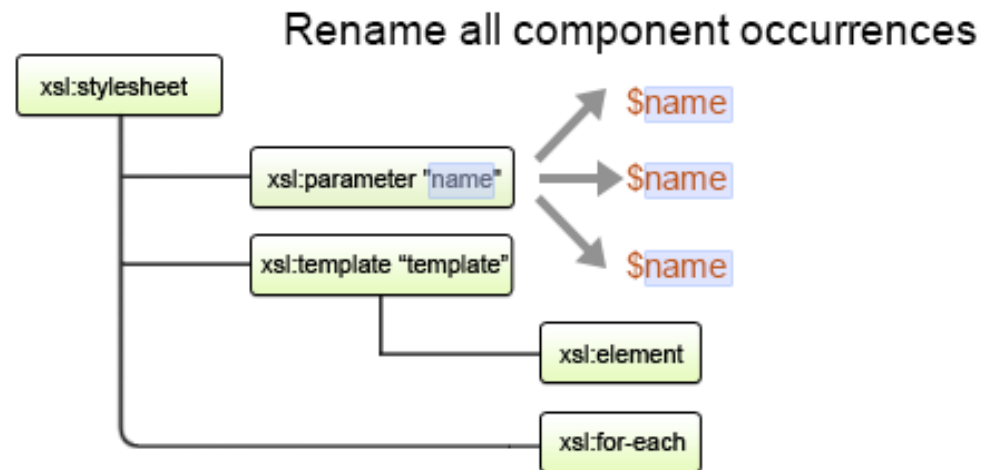 Rename all component occurrences
xsl:stylesheet
$name
xsl:parameter "name"
$name
xsl:template “template”
$name
xsl:element
xsl:for-each